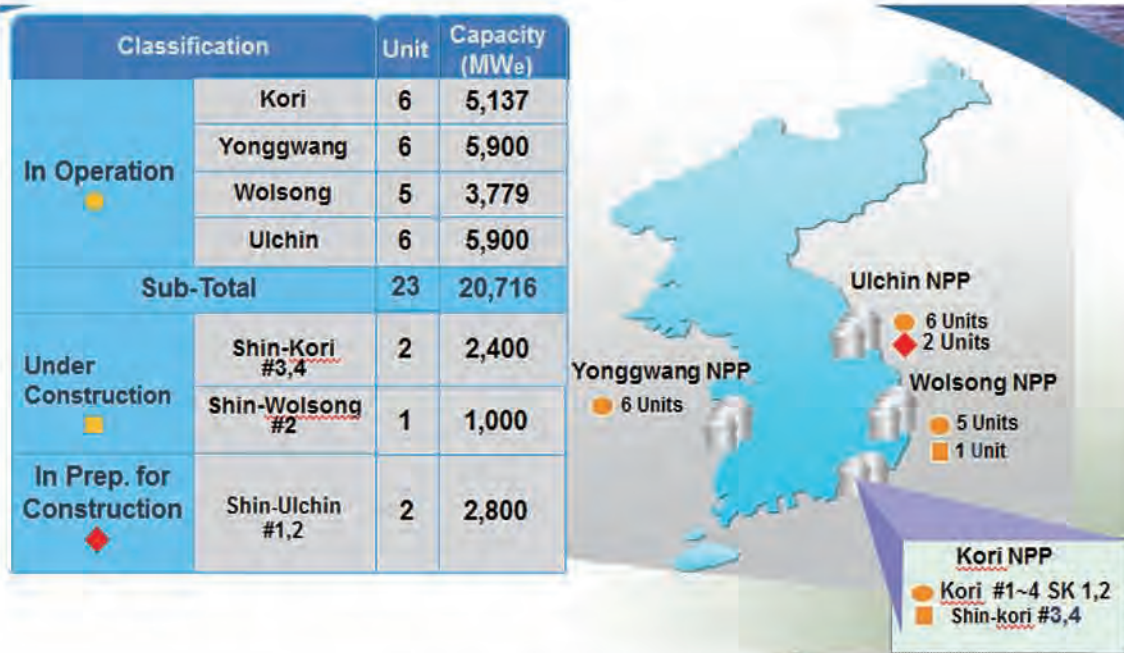 Classification Unit Capacity (MWe)
In Operation
Kori 6 5,137
Yonggwang 6 5,900
Wolsong 5 3,779
Ulchin 6 5,900
Sub-Total 23 20,716
Under Construction
Shin-Kori #3,4 2 2,400
Shin-Wolsong #2 1 1,000
In Prep. for Construction
Shin-Ulchin #1,2 2 2,800
Ulchin NPP
6 Units
2 Units
Yonggwang NPP
6 Units
Wolsong NPP
5 Units
1 Unit
Kori NPP
Kori #1~4 SK 1,2
Shin-kori #3,4